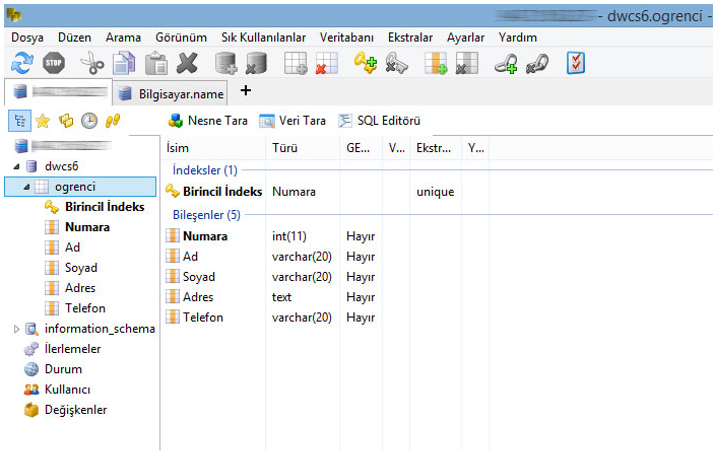 - dwcs6.ogrenci -
Dosya Düzen Arama Görünüm Sık Kullanılanlar Veritabanı Ekstralar Ayarlar Yardım
STOP
Bilgisayar.name +
Nesne Tara Veri Tara SQL Editörü
İsim Türü GE... V... Ekstr... Y...
İndeksler (1)
Birincil İndeks Numara unique
Bileşenler (5)
Numara int(11) Hayır
Ad varchar(20) Hayır
Soyad varchar(20) Hayır
Adres text Hayır
Telefon varchar(20) Hayır
dwcs6
ogrenci
Birincil İndeks
Numara
Ad
Soyad
Adres
Telefon
information_schema
İlerlemeler
Durum
Kullanıcı
Değişkenler